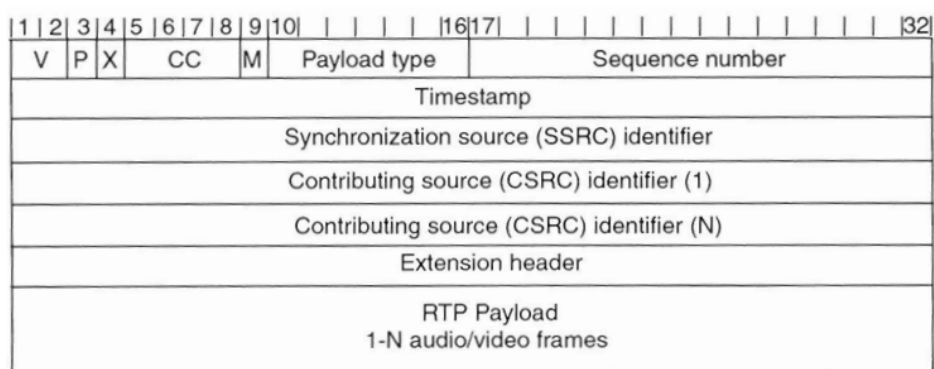 |1|2|3|4|5|6|7|8|9|10| | | | | |16|17| | | | | | | | | | | | | | |32|
V P X CC M Payload type Sequence number
Timestamp
Synchronization source (SSRC) identifier
Contributing source (CSRC) identifier (1)
Contributing source (CSRC) identifier (N)
Extension header
RTP Payload
1-N audio/video frames